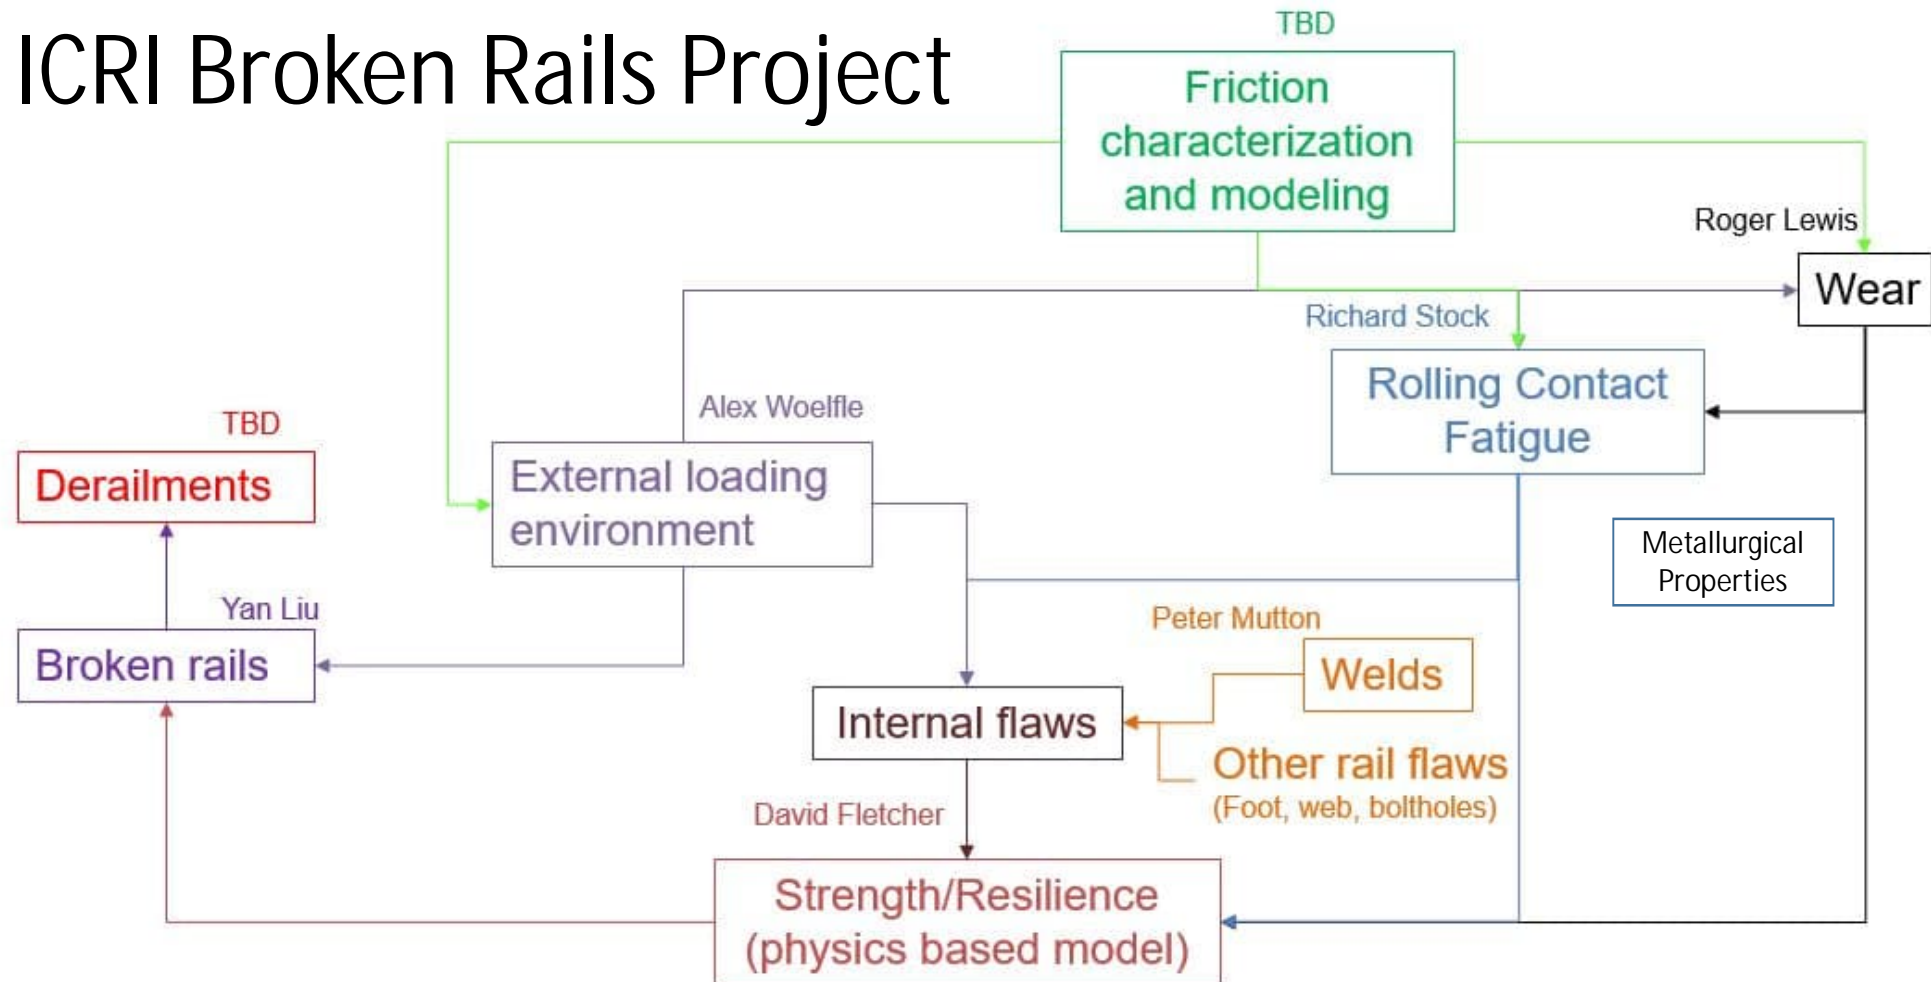 ICRI Broken Rails Project
TBD
Friction
characterization
and modeling
Roger Lewis
Wear
Richard Stock
Rolling Contact
Fatigue
Alex Woelfle
External loading
environment
TBD
Derailments
Metallurgical
Properties
Yan Liu
Broken rails
Peter Mutton
Welds
Internal flaws
Other rail flaws
(Foot, web, boltholes)
David Fletcher
Strength/Resilience
(physics based model)